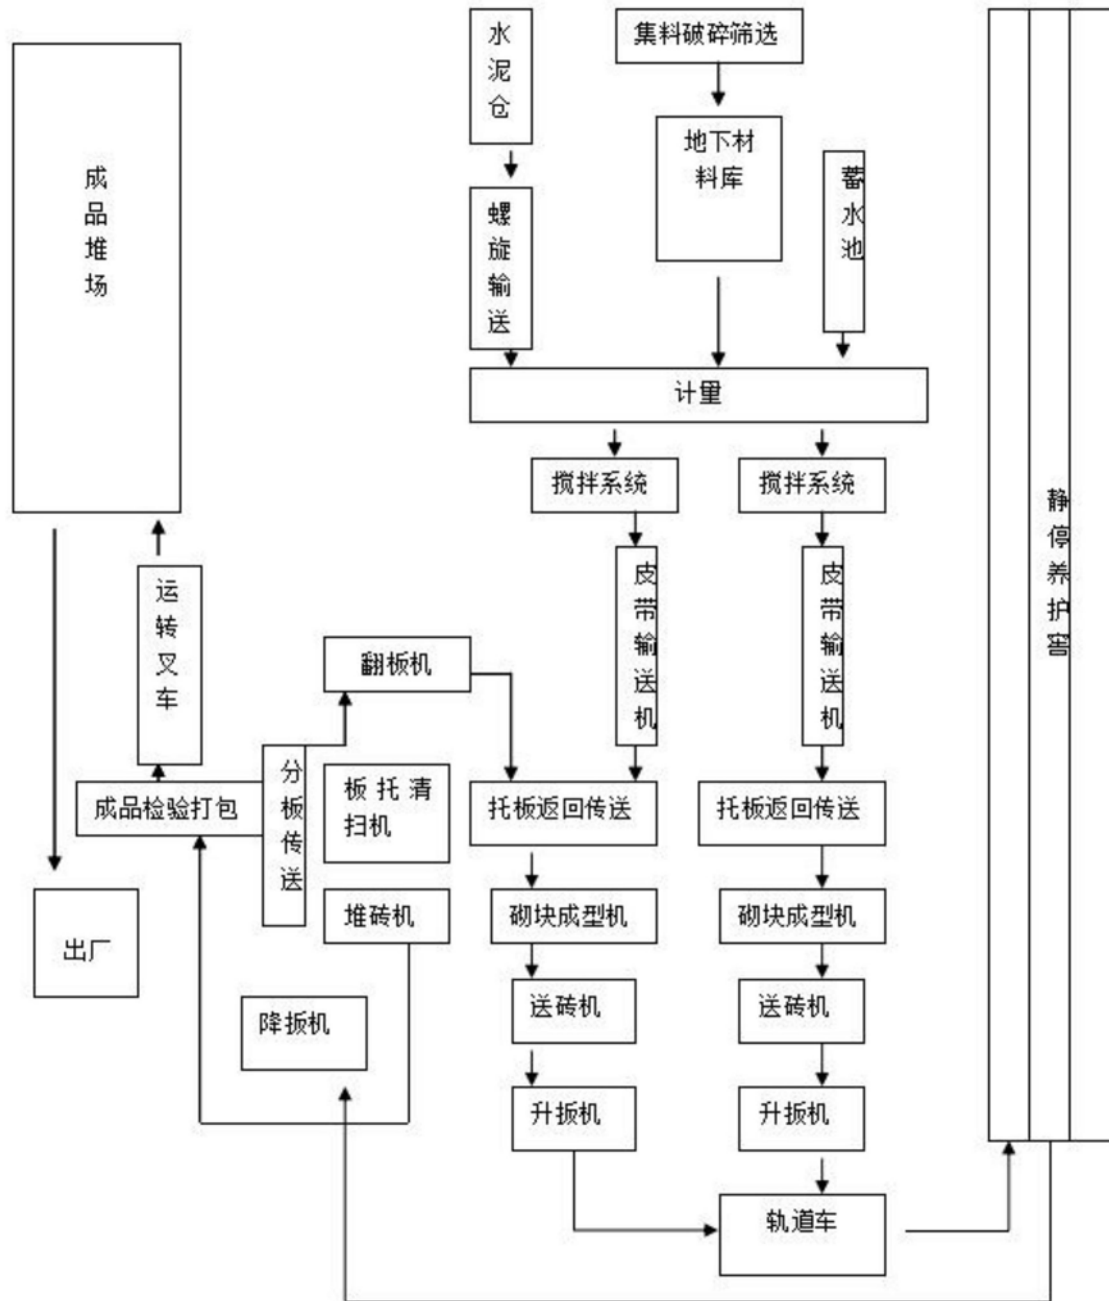 水泥仓
集料破碎筛选
成品堆场
地下材
料库
蓄水池
螺旋输送
计量
搅拌系统
搅拌系统
静停养护窖
皮带输送机
皮带输送机
运转叉车
翻板机
分板传送
板托清
扫机
成品检验打包
托板返回传送
托板返回传送
堆砖机
砌块成型机
砌块成型机
出厂
降扳机
送砖机
送砖机
升扳机
升扳机
轨道车